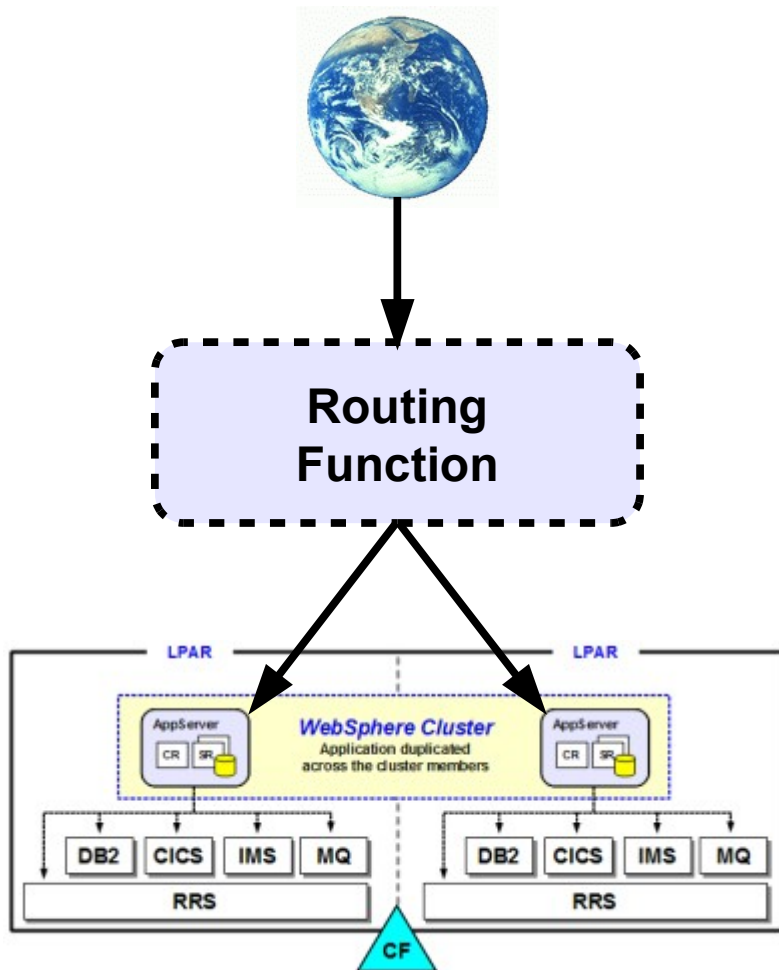 Routing
Function
LPAR
LPAR
AppServer
CR
SR
WebSphere Cluster
Application duplicated
across the cluster members
AppServer
CR
SR
DB2
CICS
IMS
MQ
RRS
DB2
CICS
IMS
MQ
RRS
CF